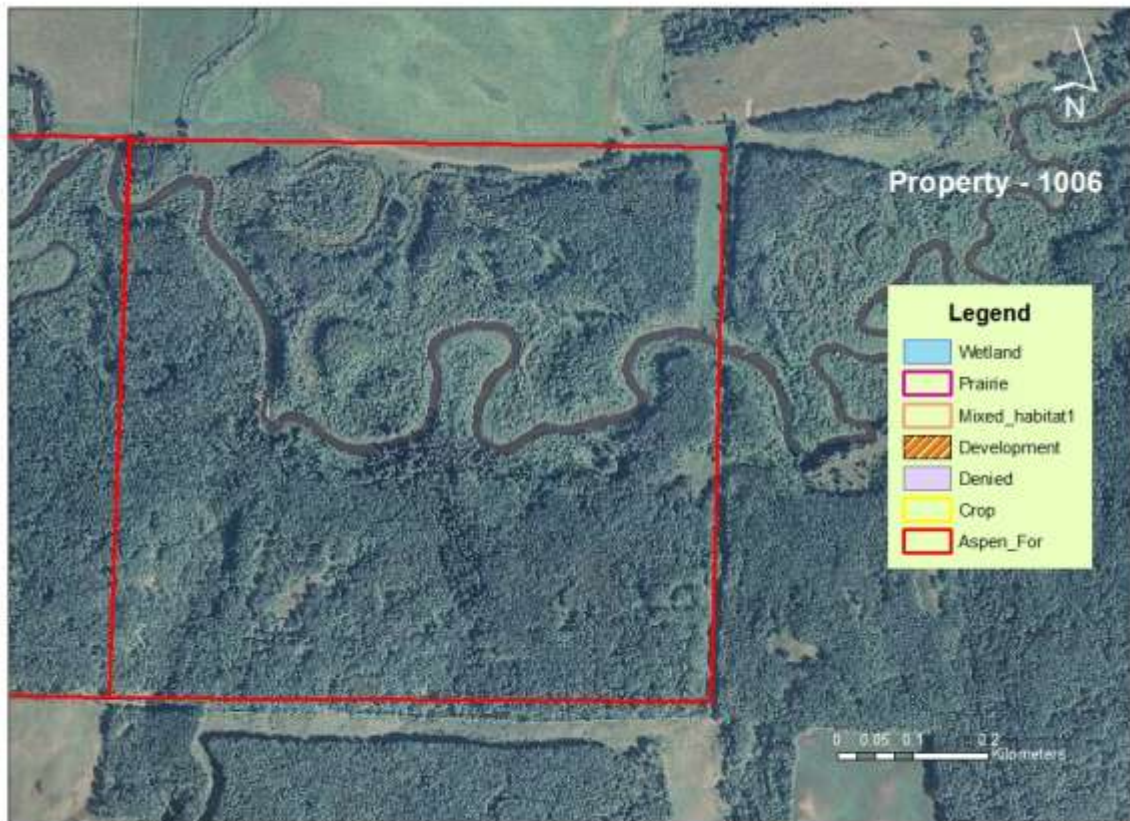 N
Property - 1006
Legend
Wetland
Prairie
Mixed_habitat1
Development
Denied
Crop
Aspen_For
0 0.05 0.1 0.2
Kilometers